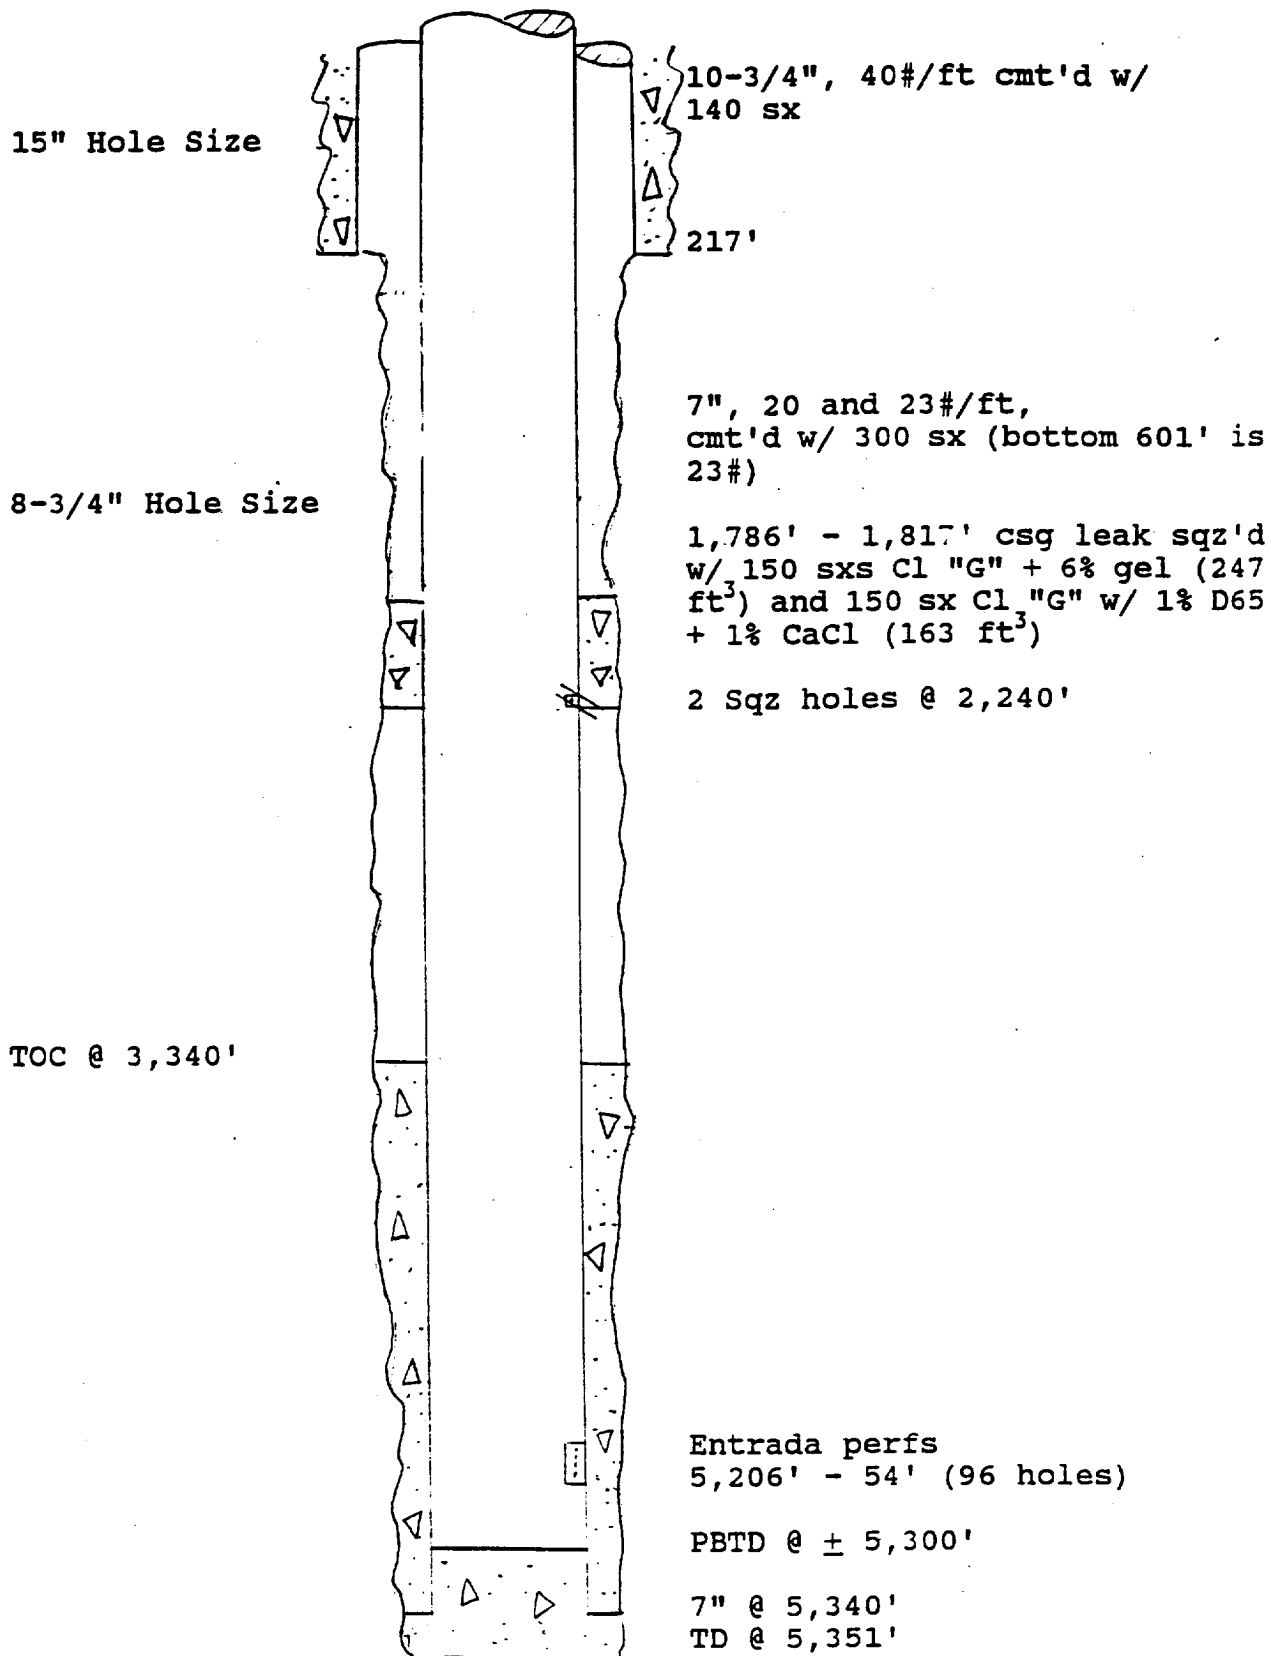 10-3/4", 40#/ft cmt'd w/
140 sx
15" Hole Size
217'
7", 20 and 23#/ft,
cmt'd w/ 300 sx (bottom 601' is
23#)
8-3/4" Hole Size
1,786' - 1,817' csg leak sqz'd
w/ 150 sxs Cl "G" + 6% gel (247
ft³) and 150 sx Cl "G" w/ 1% D65
+ 1% CaCl (163 ft³)
2 Sqz holes @ 2,240'
TOC @ 3,340'
Entrada perfs
5,206' - 54' (96 holes)
PBTD @ ± 5,300'
7" @ 5,340'
TD @ 5,351'